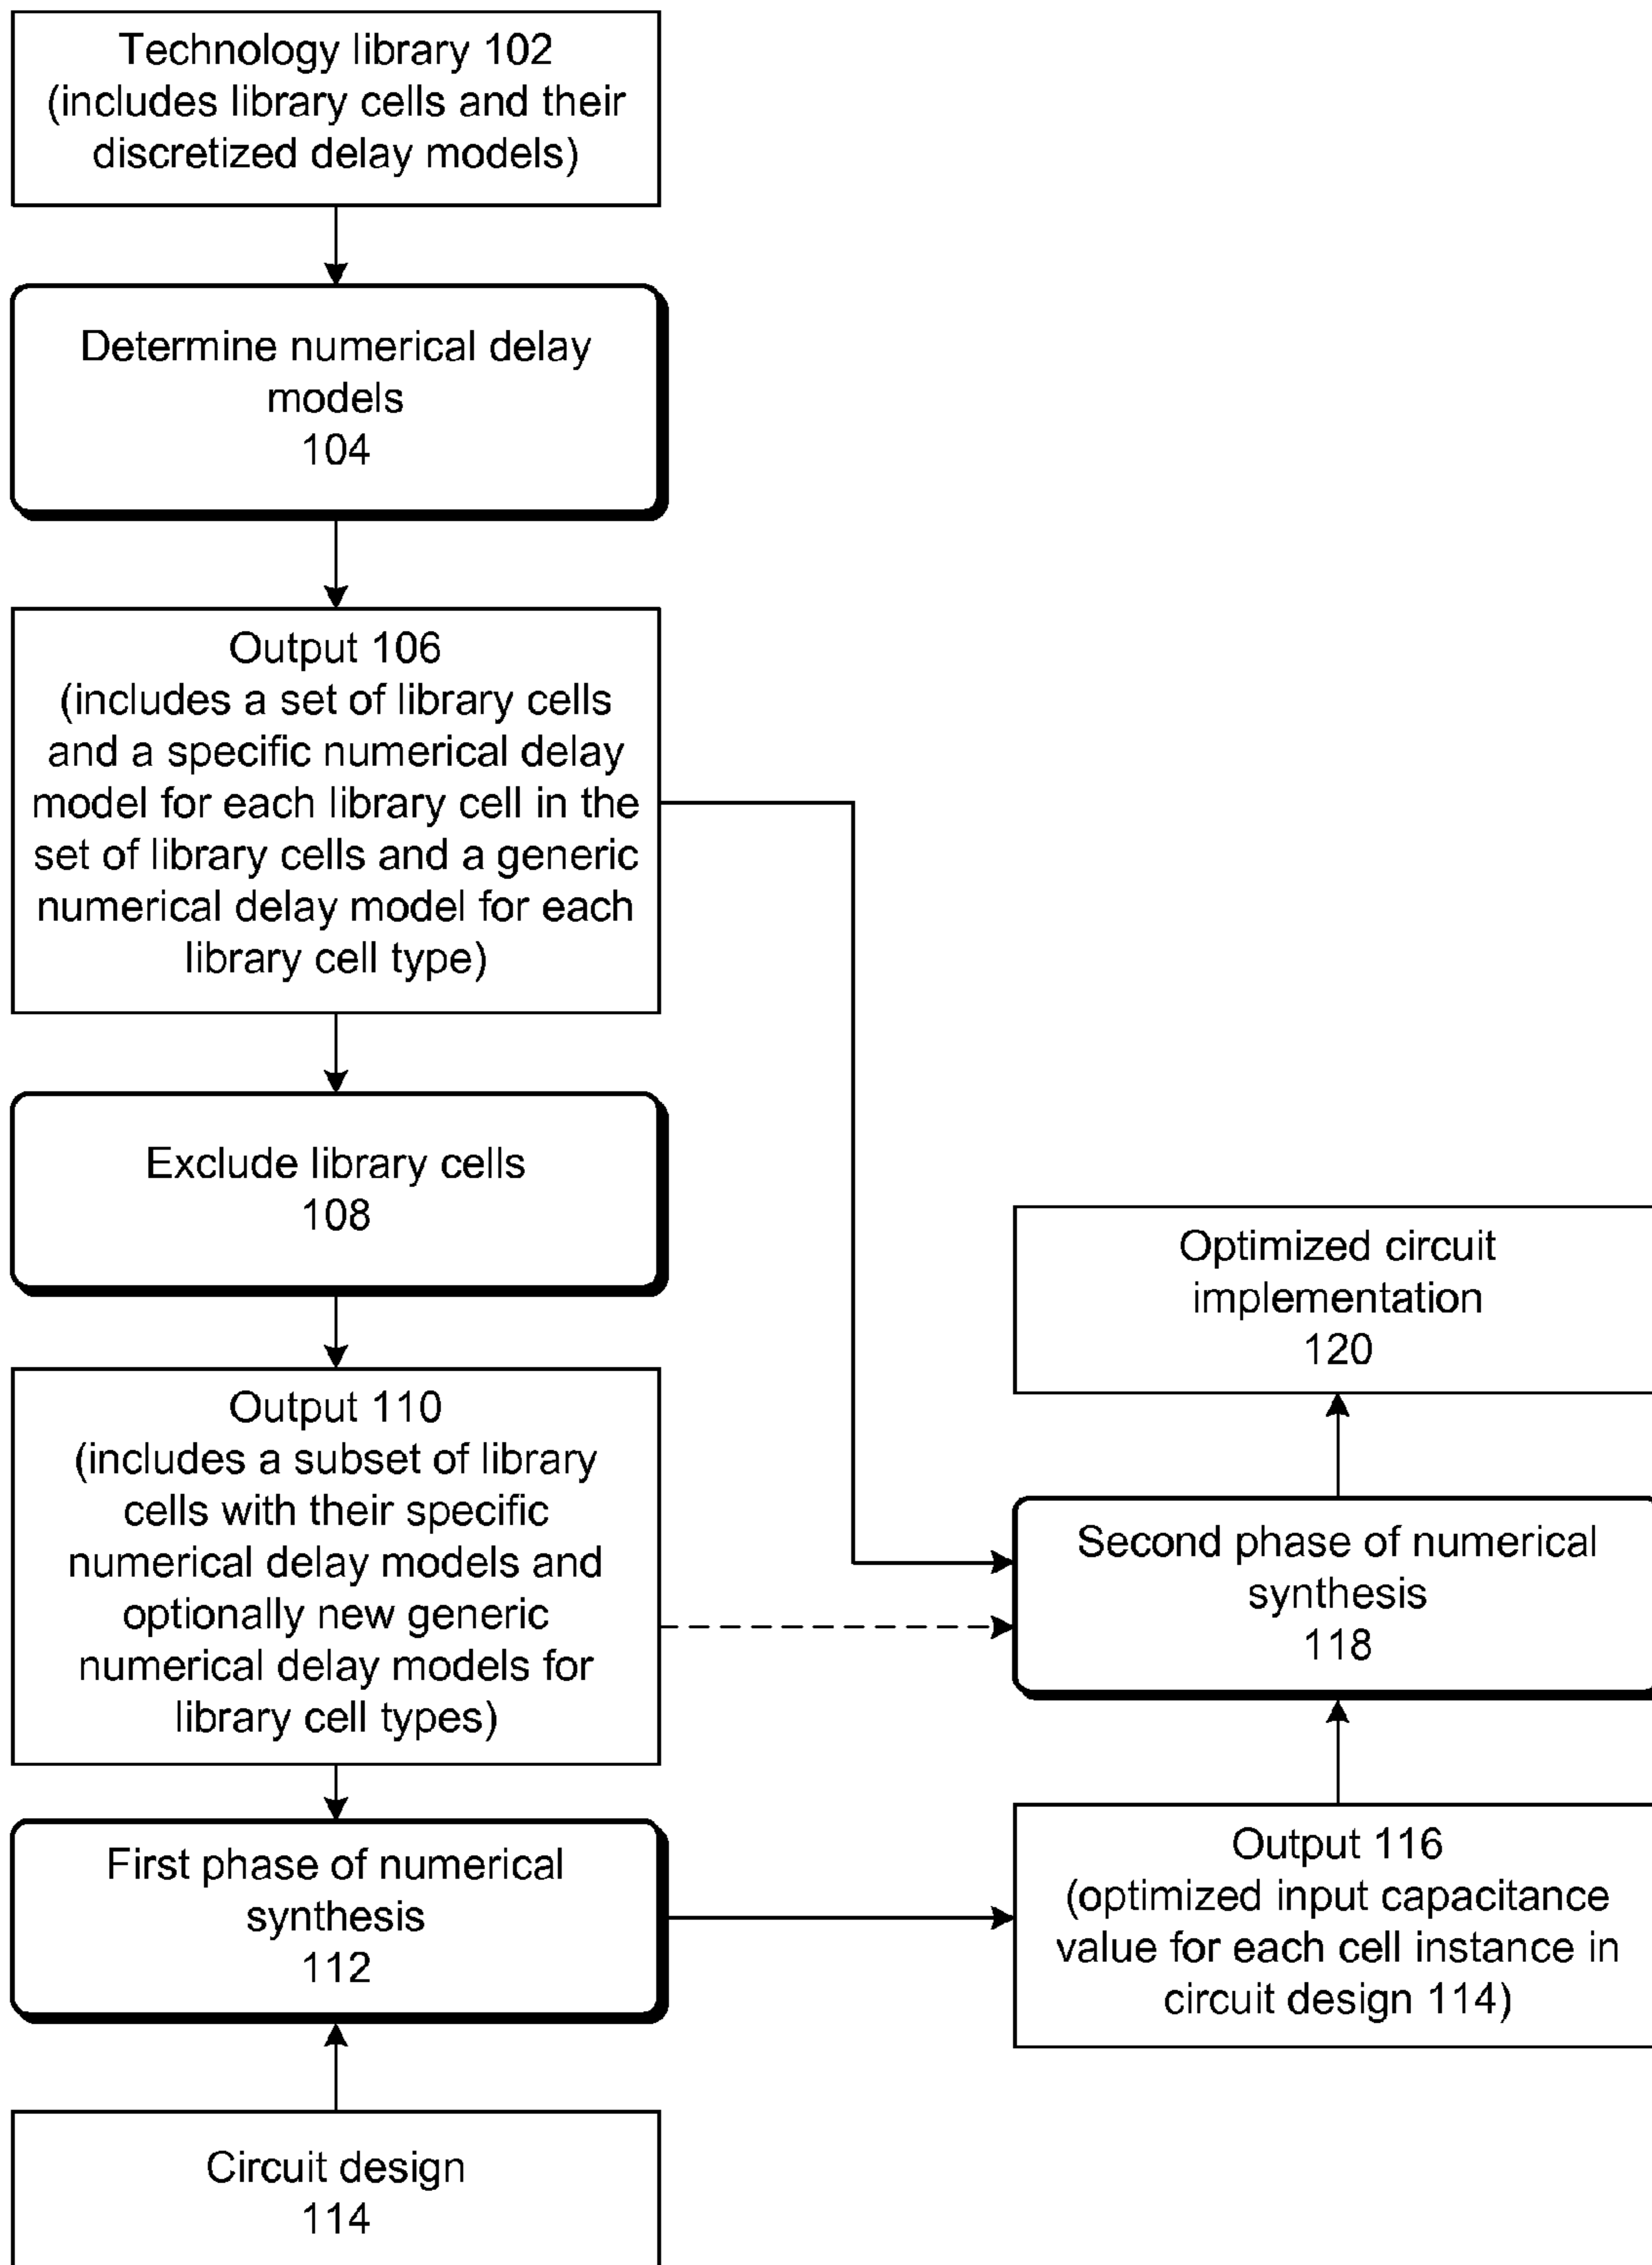 Technology library 102
(includes library cells and their
discretized delay models)
Determine numerical delay
models
104
Output 106
(includes a set of library cells
and a specific numerical delay
model for each library cell in the
set of library cells and a generic
numerical delay model for each
library cell type)
Exclude library cells
108
Output 110
(includes a subset of library
cells with their specific
numerical delay models and
optionally new generic
numerical delay models for
library cell types)
First phase of numerical
synthesis
112
Circuit design
114
Optimized circuit
implementation
120
Second phase of numerical
synthesis
118
Output 116
(optimized input capacitance
value for each cell instance in
circuit design 114)